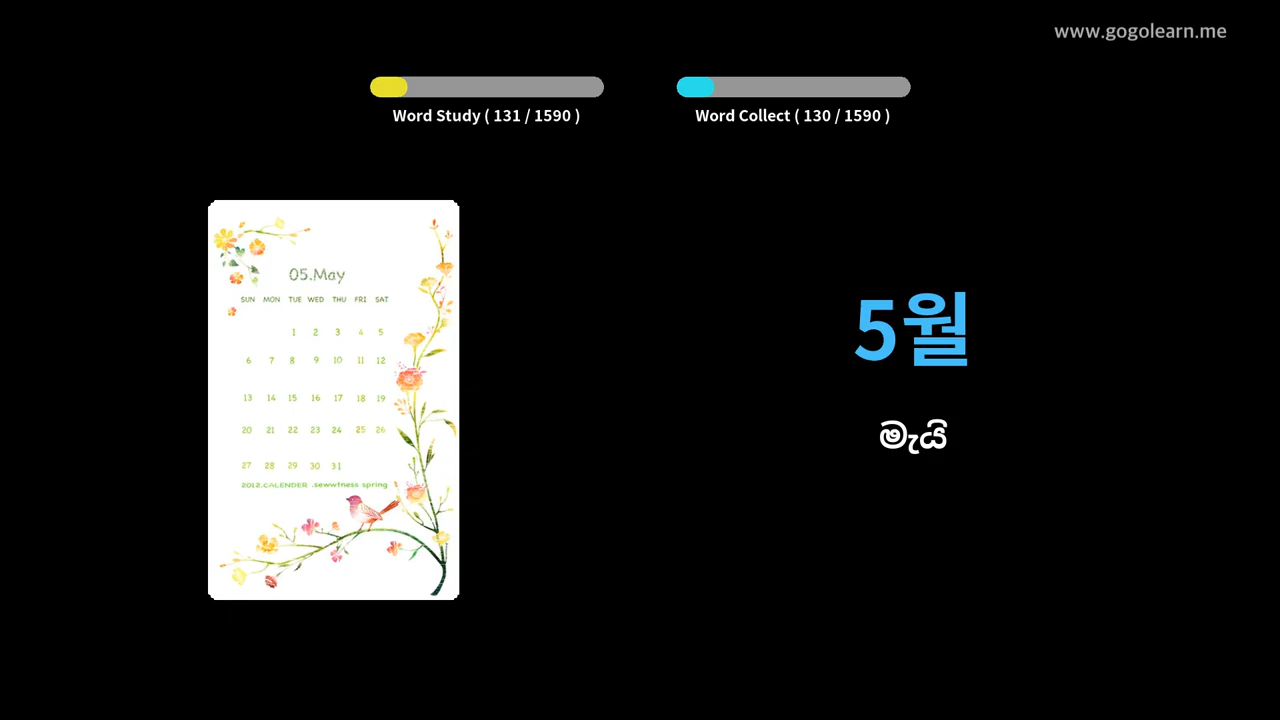 www.gogolearn.me
Word Study ( 131 / 1590 )
Word Collect ( 130 / 1590 )
05.May
SUN MON TUE WED THU FRI SAT
1 2 3 4 5
6 7 8 9 10 11 12
13 14 15 16 17 18 19
20 21 22 23 24 25 26
27 28 29 30 31
2012.CALENDER .sewwtness spring
5월
මැයි